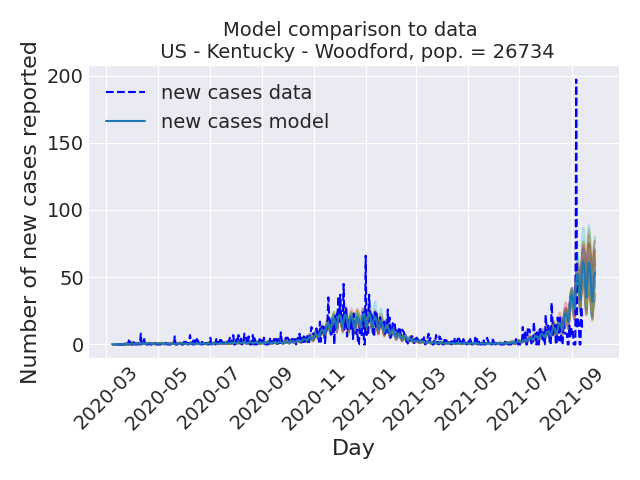 Model comparison to data
US - Kentucky - Woodford, pop. = 26734
Number of new cases reported
200
150
100
50
0
new cases data
new cases model
2020-03
2020-05
2020-07
2020-09
2020-11
2021-01
2021-03
2021-05
2021-07
2021-09
Day